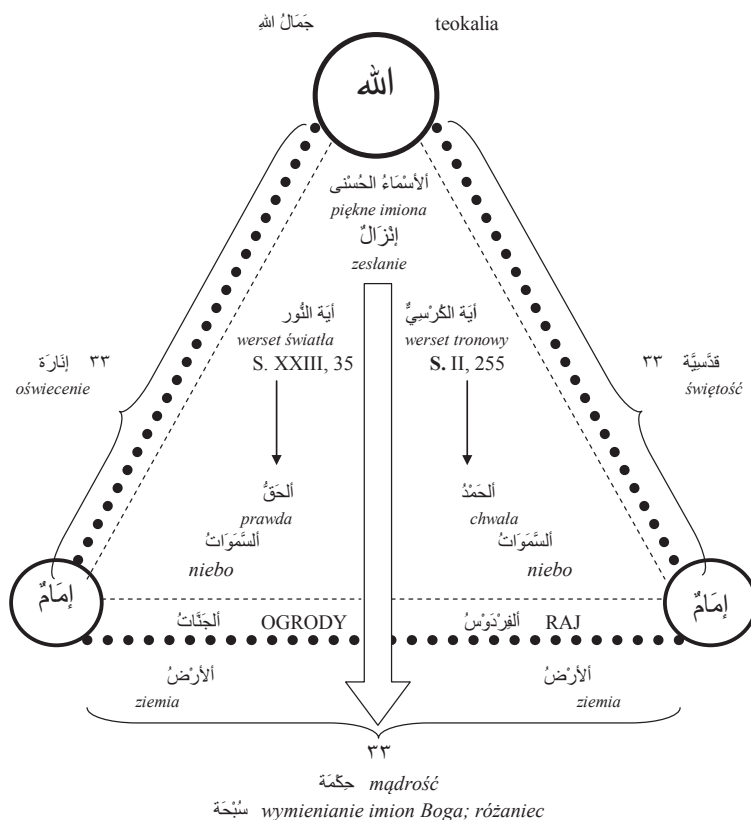 جَمَالُ اللهِ teokalia
الله
ألأسْمَاءُ الحُسْنى
piękne imiona
إنْزَالٌ
zesłanie
أيَة النُّور أيَة الكُرْسِيٌّ
werset światła werset tronowy
S. XXIII, 35 S. II, 255
إنَارَة ٣٣ ٣٣ قدَّسِيَّة
oświecenie świętość
ألحَقُّ ألحَمْدُ
prawda chwała
ألسَّمَوَاتُ ألسَّمَوَاتُ
niebo niebo
إمَامٌ إمَامٌ
ألجَنَّاتُ OGRODY ألفِرْدَوْسُ RAJ
ألأرْضُ ألأرْضُ
ziemia ziemia
٣٣
حِكْمَة mądrość
سُبْحَة wymienianie imion Boga; różaniec